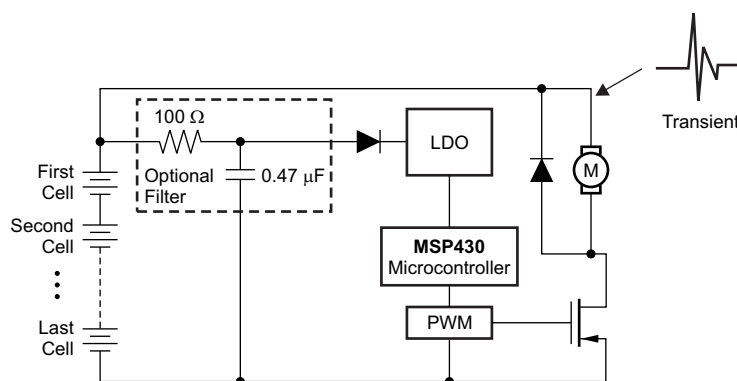 Transient
100 Ω
Optional
Filter
0.47 μF
LDO
M
First
Cell
Second
Cell
MSP430
Microcontroller
PWM
Last
Cell